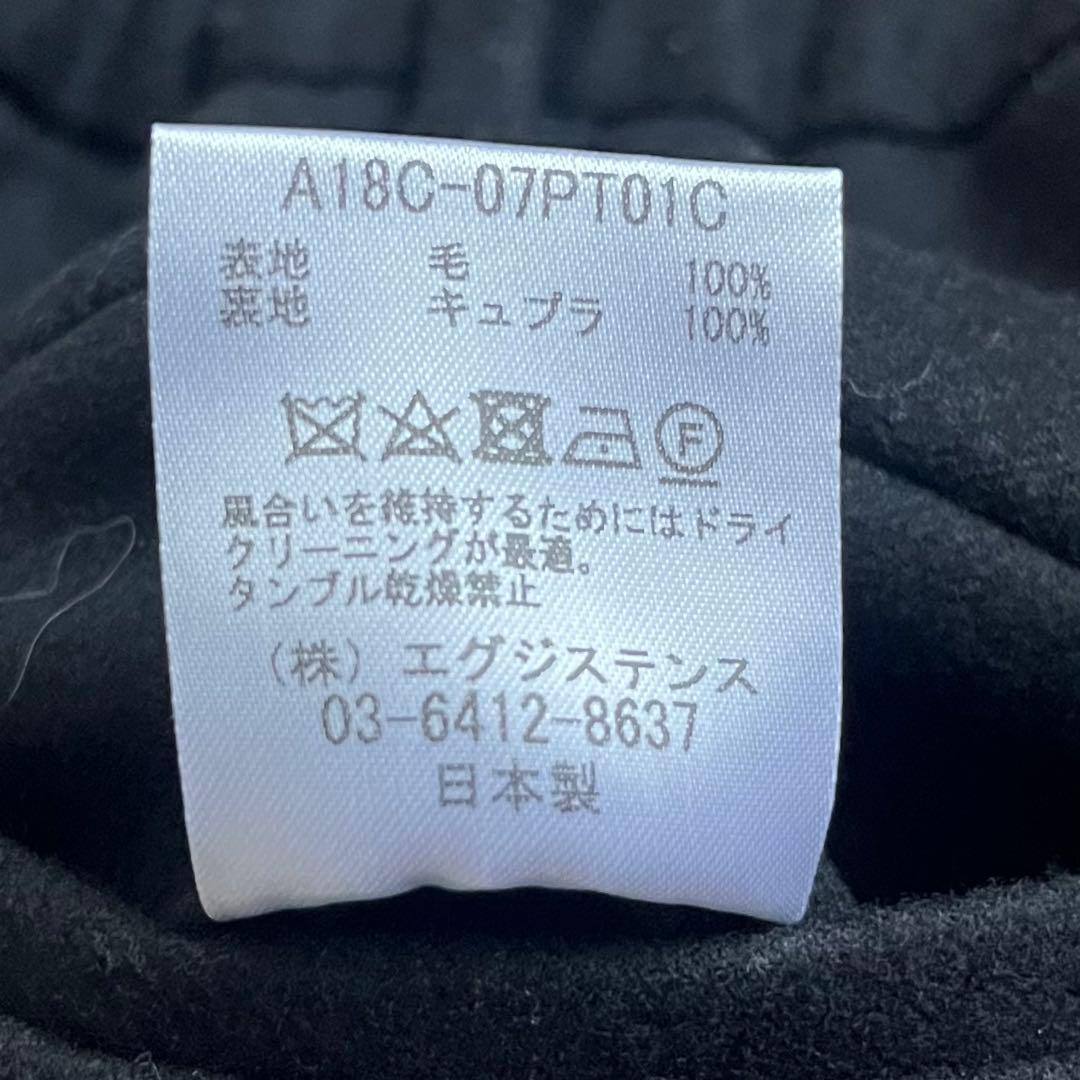 A18C-07PT01C
表地 毛 100%
裏地 キュプラ 100%
F
風合いを維持するためにはドライ
クリーニングが最適。
タンブル乾燥禁止
(株) エグジステンス
03-6412-8637
日本製